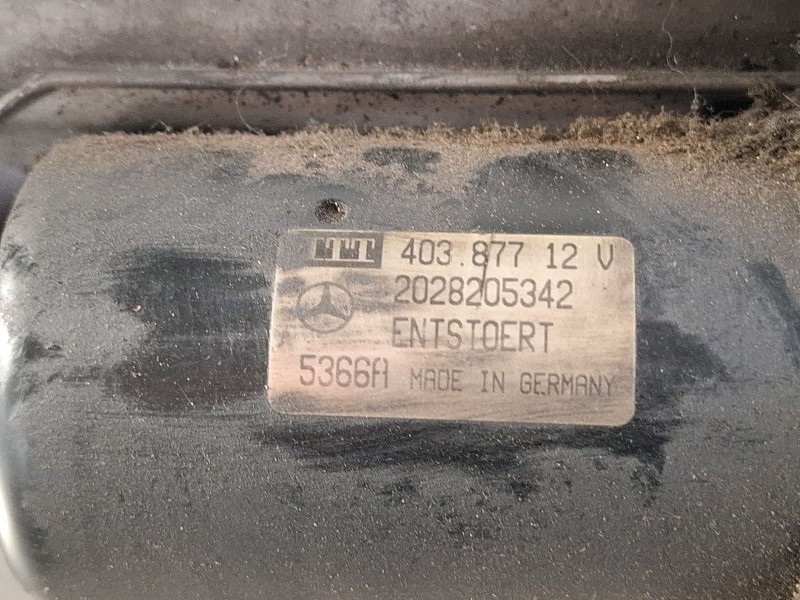 403.877 12 V
2028205342
ENTSTOERT
5366A MADE IN GERMANY